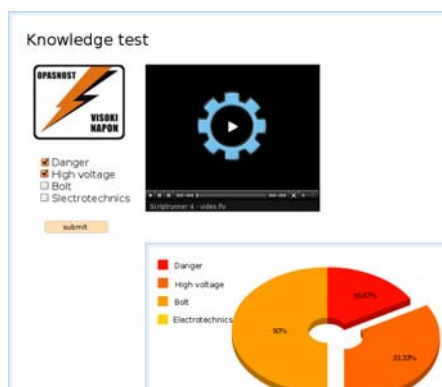 Knowledge test
OPASNOST
VISOKI
NAPON
Danger
High voltage
Bolt
Slectrotechnics
submit
Scriptrunner 4 - video.flv
Danger
High voltage
Bolt
Electrotechnics
50%
16,67%
33,33%